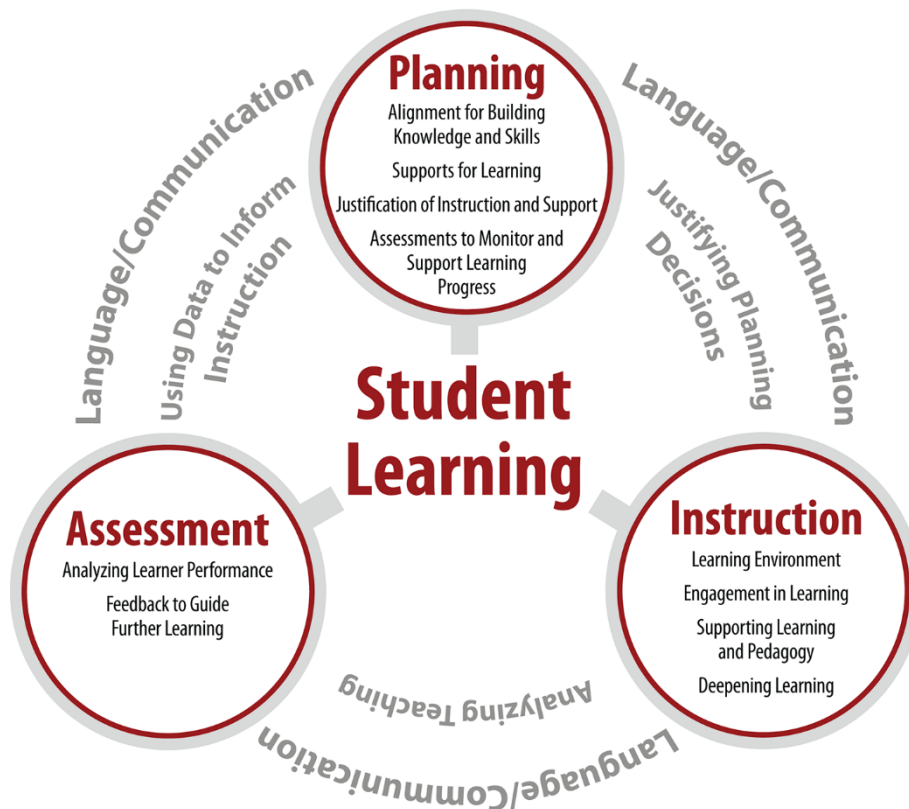 Planning
Alignment for Building
Knowledge and Skills
Supports for Learning
Justification of Instruction and Support
Assessments to Monitor and
Support Learning
Progress
Language/Communication
Using Data to Inform
Instruction
Language/Communication
Justifying Planning
Decisions
Student
Learning
Assessment
Analyzing Learner Performance
Feedback to Guide
Further Learning
Instruction
Learning Environment
Engagement in Learning
Supporting Learning
and Pedagogy
Deepening Learning
Analyzing Teaching
Language/Communication